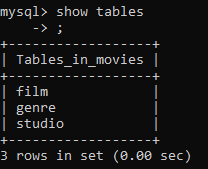 mysql> show tables
    -> ;
+------------------+
| Tables_in_movies |
+------------------+
| film             |
| genre            |
| studio           |
+------------------+
3 rows in set (0.00 sec)